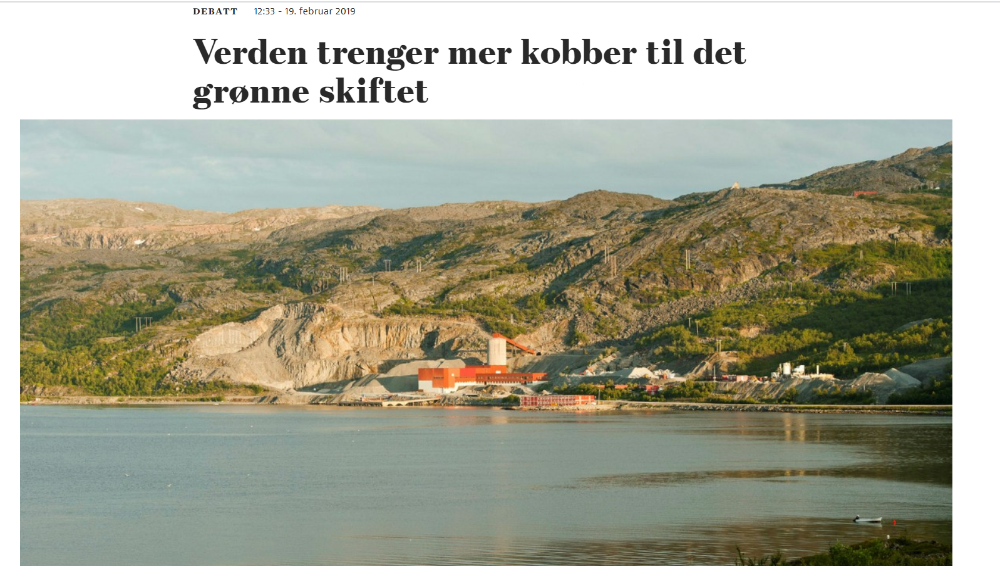 DEBATT 12:33 - 19. februar 2019
Verden trenger mer kobber til det
grønne skiftet